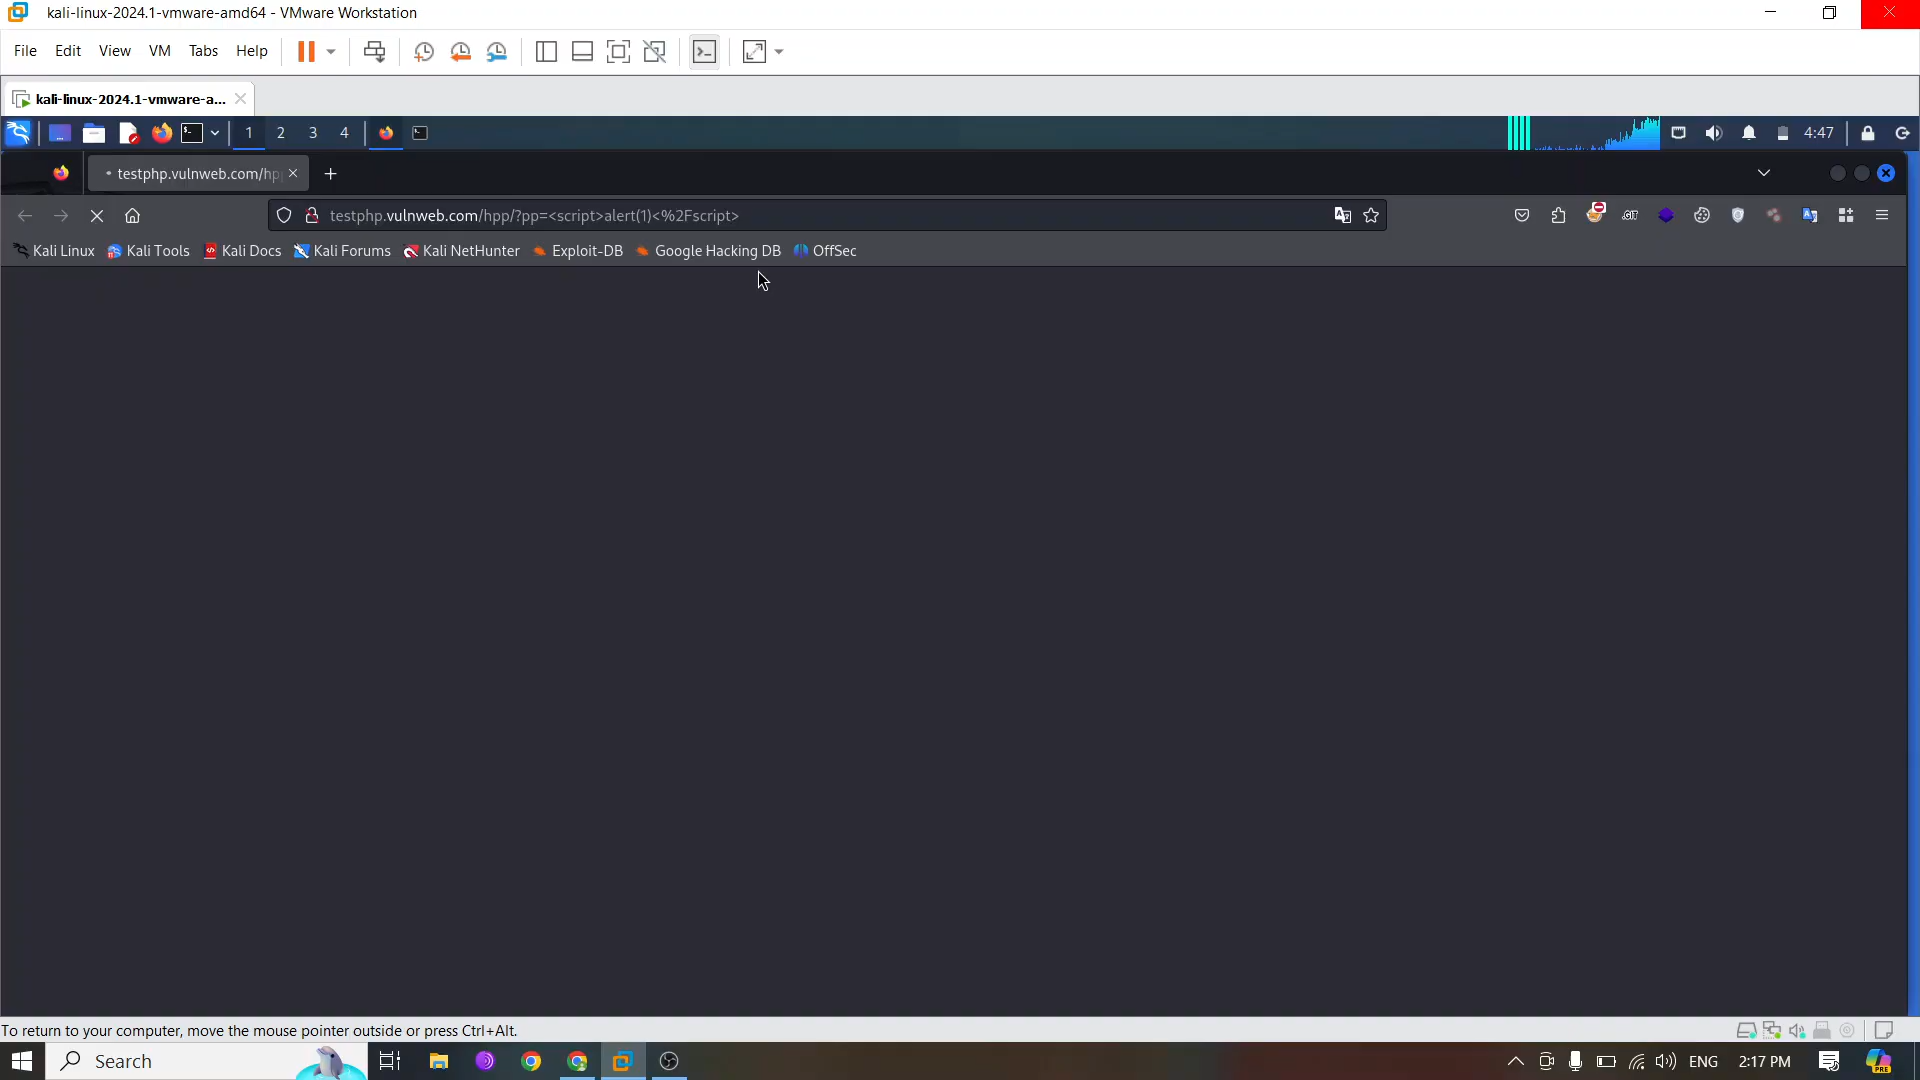 kali-linux-2024.1-vmware-amd64 - VMware Workstation
File Edit View VM Tabs Help
kali-linux-2024.1-vmware-a...
1 2 3 4 4:47
testphp.vulnweb.com/hp
testphp.vulnweb.com/hpp/?pp=<script>alert(1)<%2Fscript>
.GIT
Kali Linux Kali Tools Kali Docs Kali Forums Kali NetHunter Exploit-DB Google Hacking DB OffSec
To return to your computer, move the mouse pointer outside or press Ctrl+Alt.
Search ENG 2:17 PM PRE